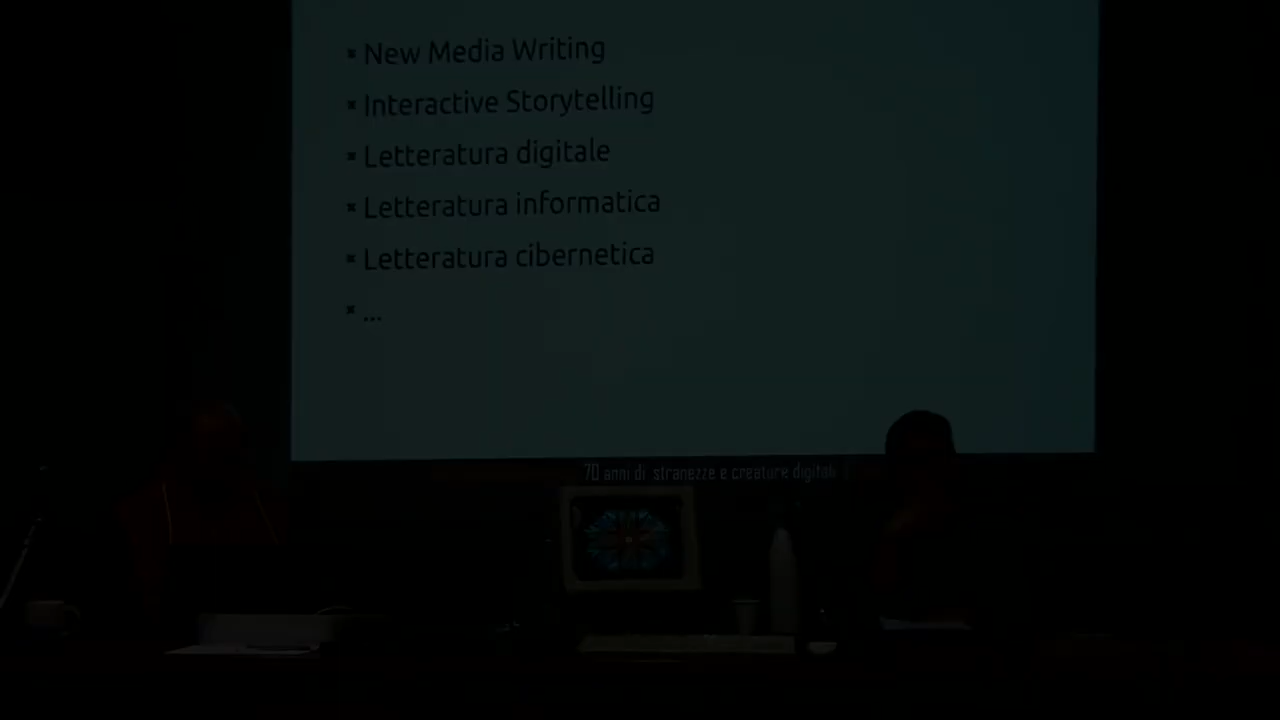 New Media Writing
Interactive Storytelling
Letteratura digitale
Letteratura informatica
Letteratura cibernetica
...
70 anni di stranezze e creature digitali